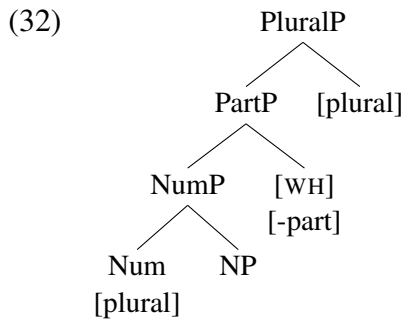 (32) PluralP
PartP [plural]
NumP [WH]
[-part]
Num NP
[plural]